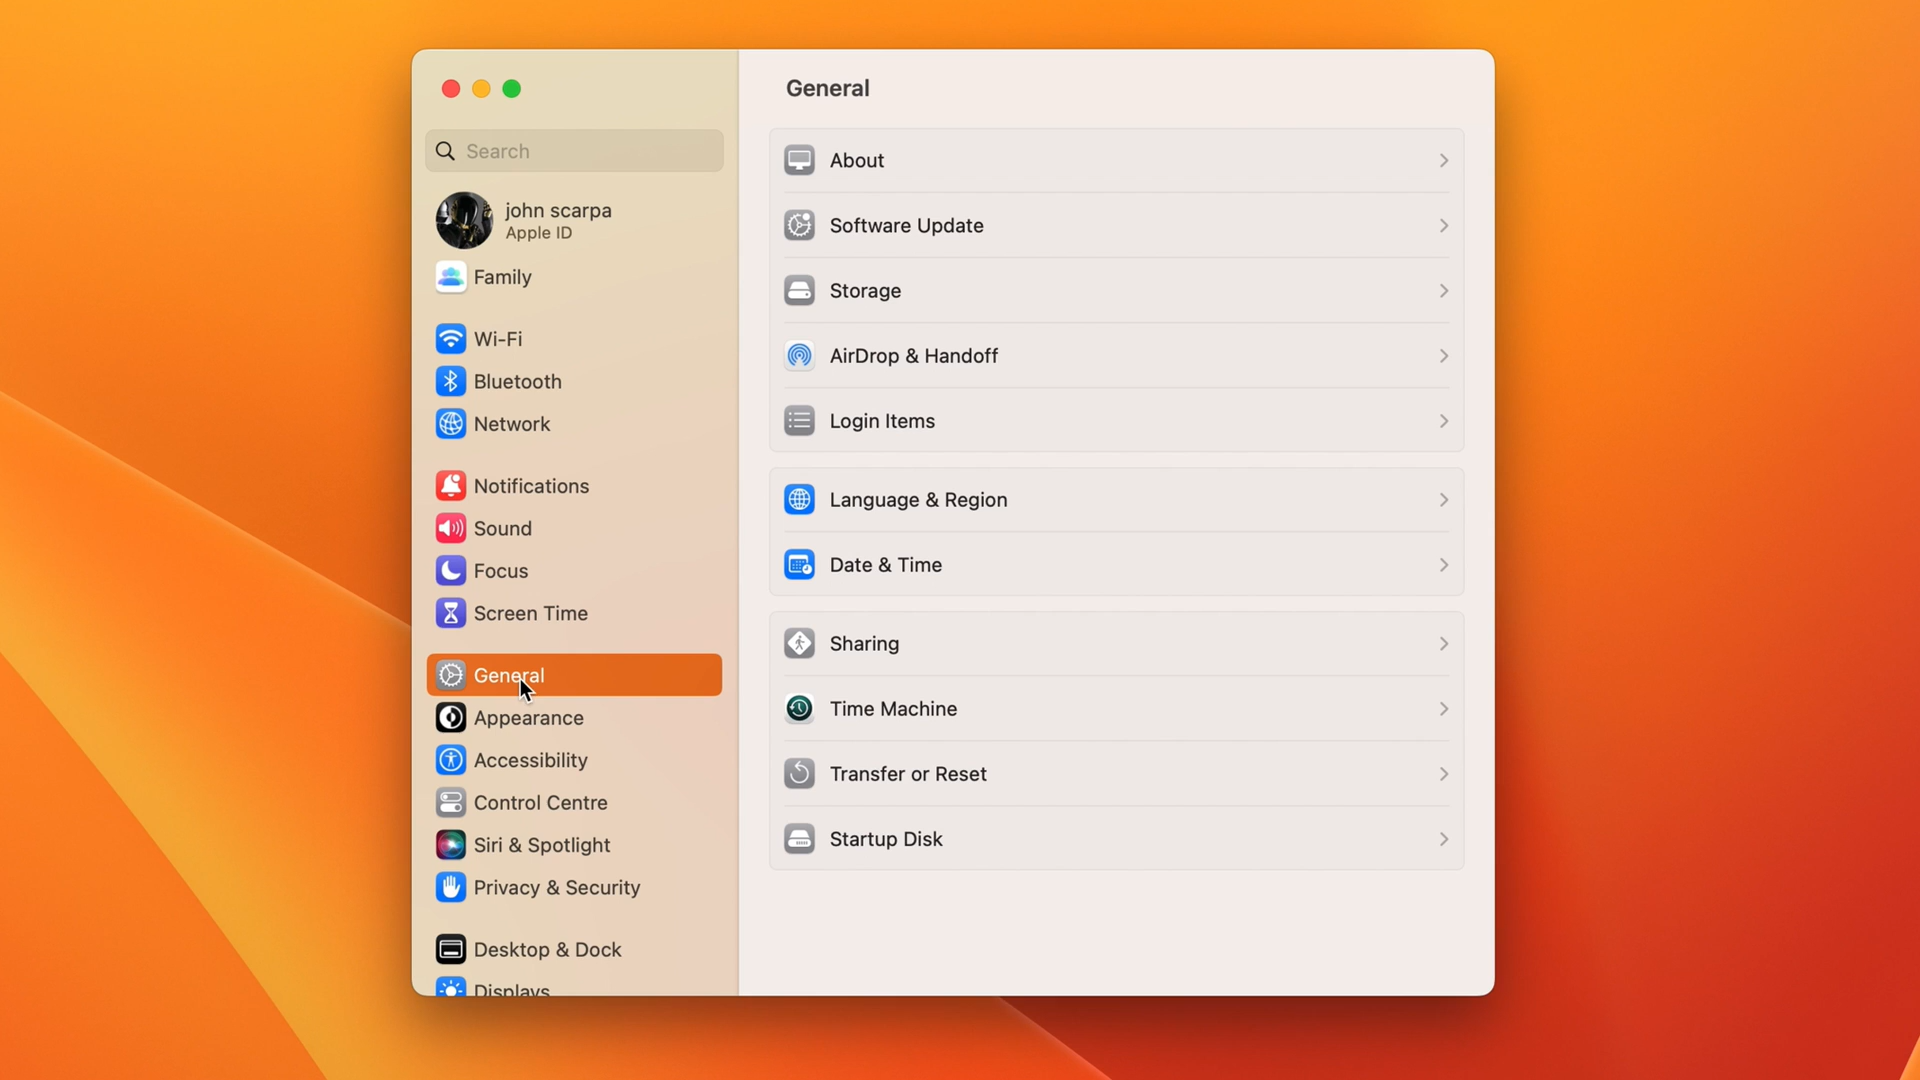 General
Search
john scarpa
Apple ID
Family
Wi-Fi
Bluetooth
Network
Notifications
Sound
Focus
Screen Time
General
Appearance
Accessibility
Control Centre
Siri & Spotlight
Privacy & Security
Desktop & Dock
Displays
About
Software Update
Storage
AirDrop & Handoff
Login Items
Language & Region
Date & Time
Sharing
Time Machine
Transfer or Reset
Startup Disk